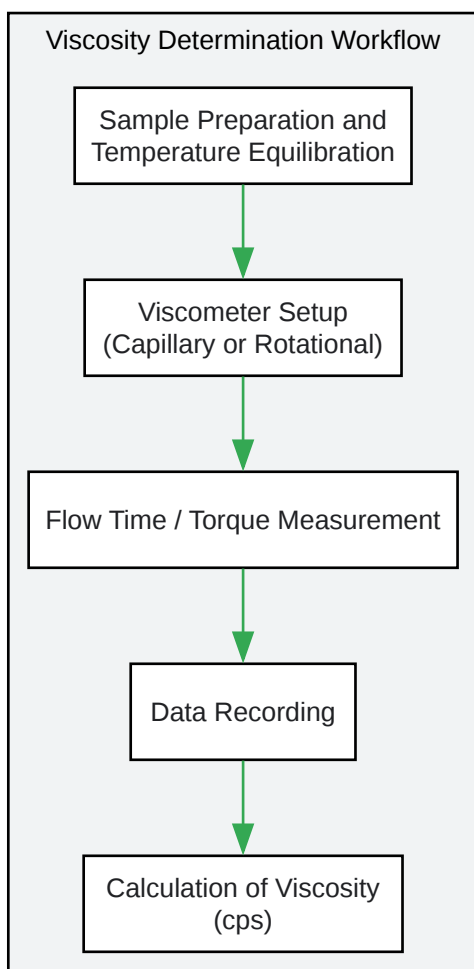 Viscosity Determination Workflow
Sample Preparation and
Temperature Equilibration
Viscometer Setup
(Capillary or Rotational)
Flow Time / Torque Measurement
Data Recording
Calculation of Viscosity
(cps)